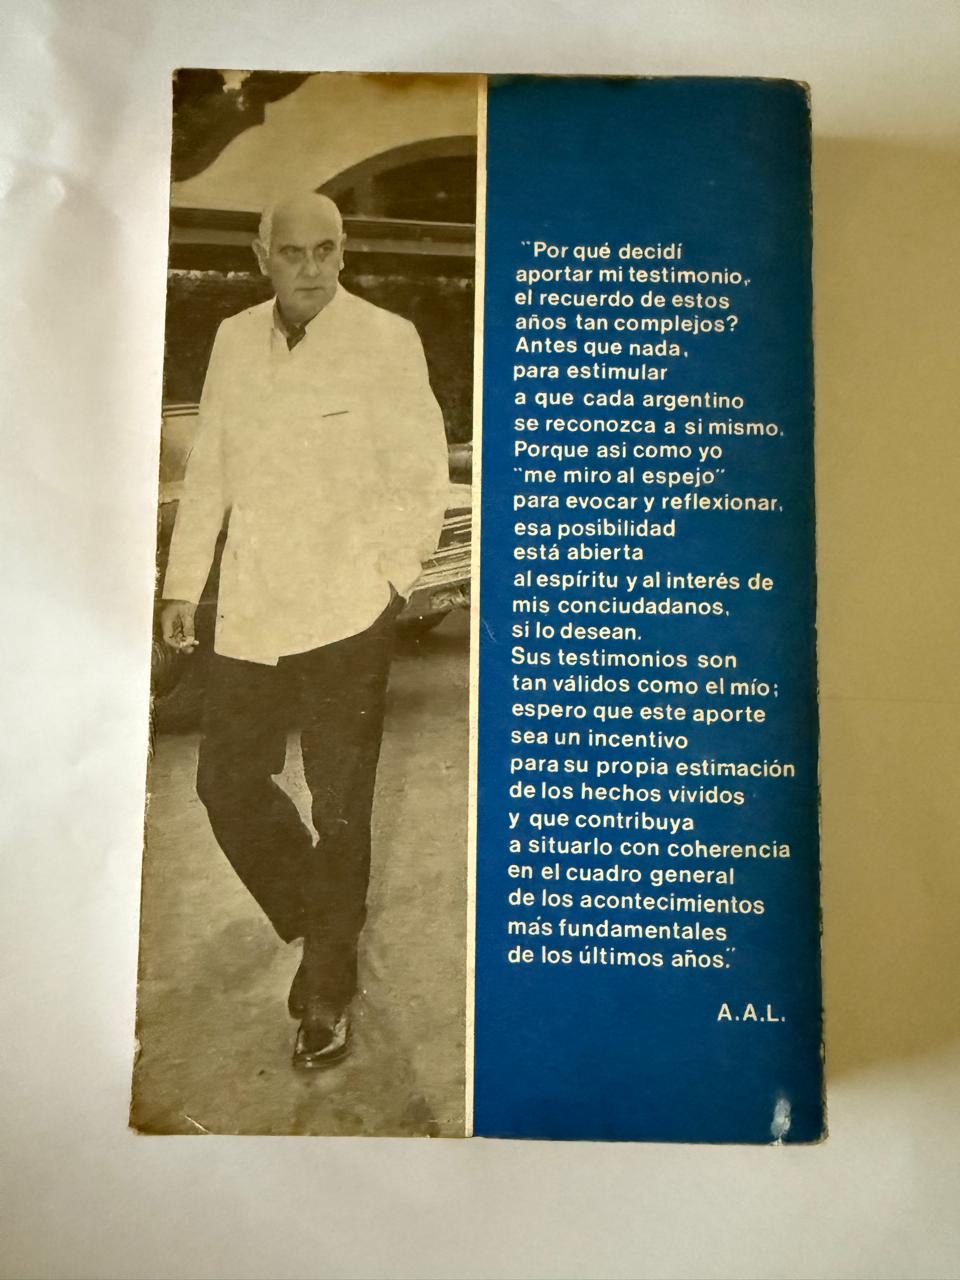 "Por qué decidí
aportar mi testimonio,
el recuerdo de estos
años tan complejos?
Antes que nada,
para estimular
a que cada argentino
se reconozca a si mismo.
Porque asi como yo
"me miro al espejo"
para evocar y reflexionar,
esa posibilidad
está abierta
al espíritu y al interés de
mis conciudadanos,
si lo desean.
Sus testimonios son
tan válidos como el mío;
espero que este aporte
sea un incentivo
para su propia estimación
de los hechos vividos
y que contribuya
a situarlo con coherencia
en el cuadro general
de los acontecimientos
más fundamentales
de los últimos años."
A.A.L.